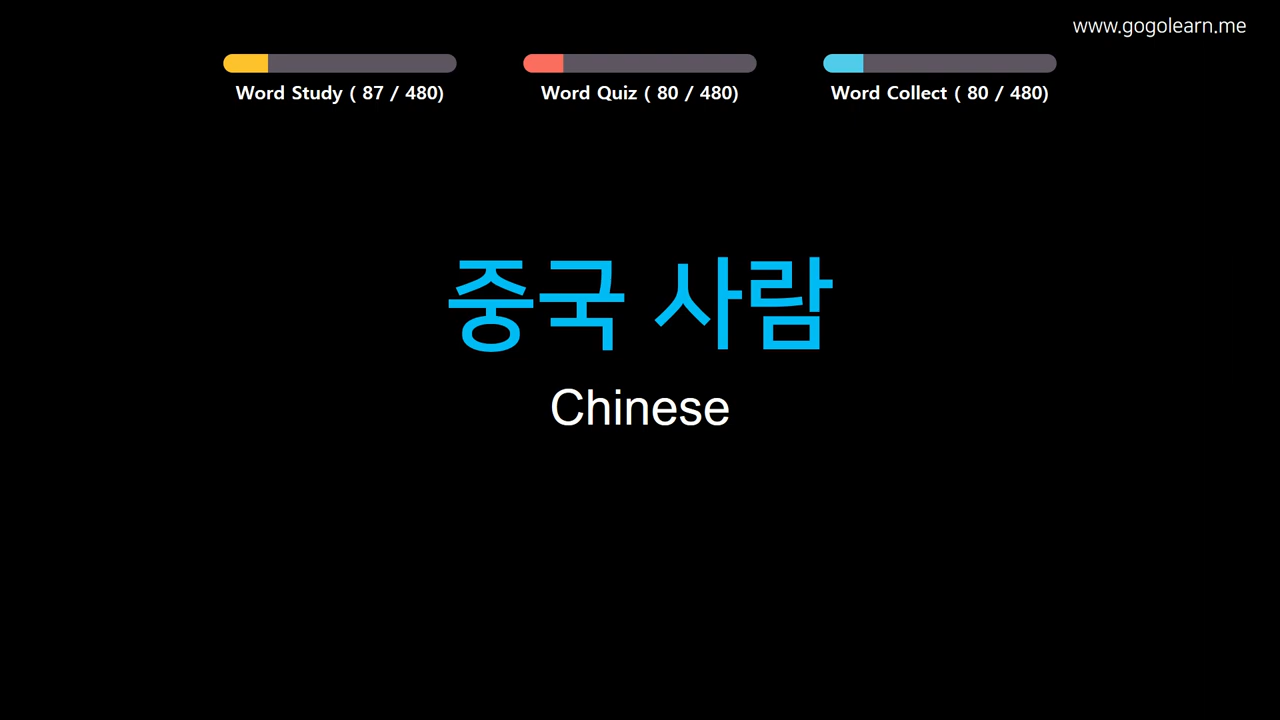 www.gogolearn.me
Word Study ( 87 / 480)
Word Quiz ( 80 / 480)
Word Collect ( 80 / 480)
중국 사람
Chinese